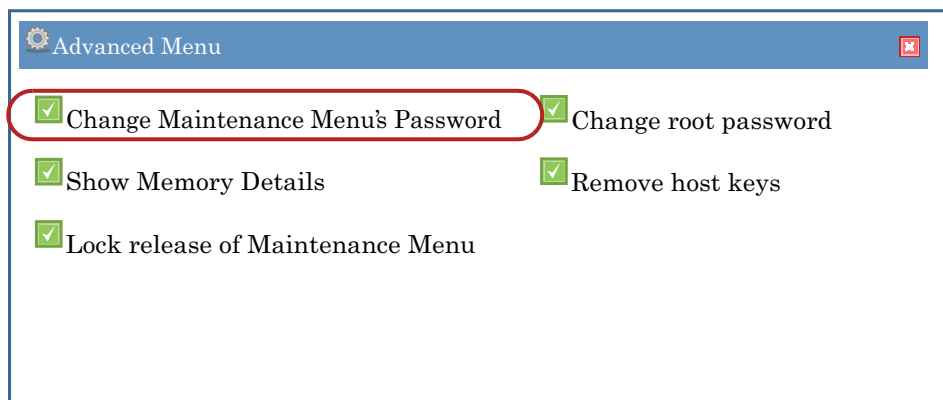 Advanced Menu
Change Maintenance Menu's Password
Change root password
Show Memory Details
Remove host keys
Lock release of Maintenance Menu